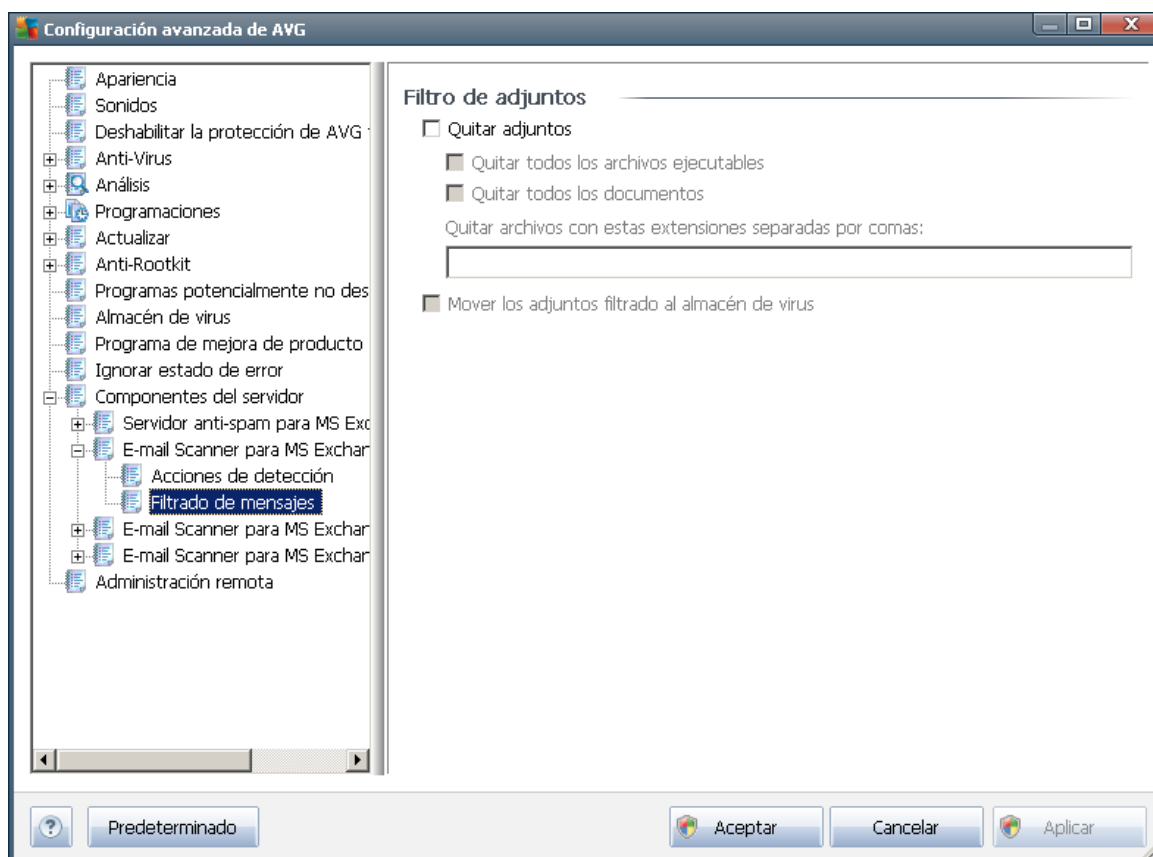 Configuración avanzada de AVG
Apariencia
Sonidos
Deshabilitar la protección de AVG
Anti-Virus
Análisis
Programaciones
Actualizar
Anti-Rootkit
Programas potencialmente no des
Almacén de virus
Programa de mejora de producto
Ignorar estado de error
Componentes del servidor
Servidor anti-spam para MS Exc
E-mail Scanner para MS Exchan
Acciones de detección
Filtrado de mensajes
E-mail Scanner para MS Exchan
E-mail Scanner para MS Exchan
Administración remota
Filtro de adjuntos
Quitar adjuntos
Quitar todos los archivos ejecutables
Quitar todos los documentos
Quitar archivos con estas extensiones separadas por comas:
Mover los adjuntos filtrado al almacén de virus
? Predeterminado Aceptar Cancelar Aplicar